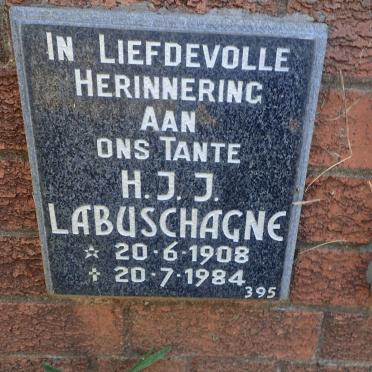 In Liefdevolle
Herinnering
Aan
ons Tante
H.J.J.
Labuschagne
☆ 20·6·1908
✝ 20·7·1984
395